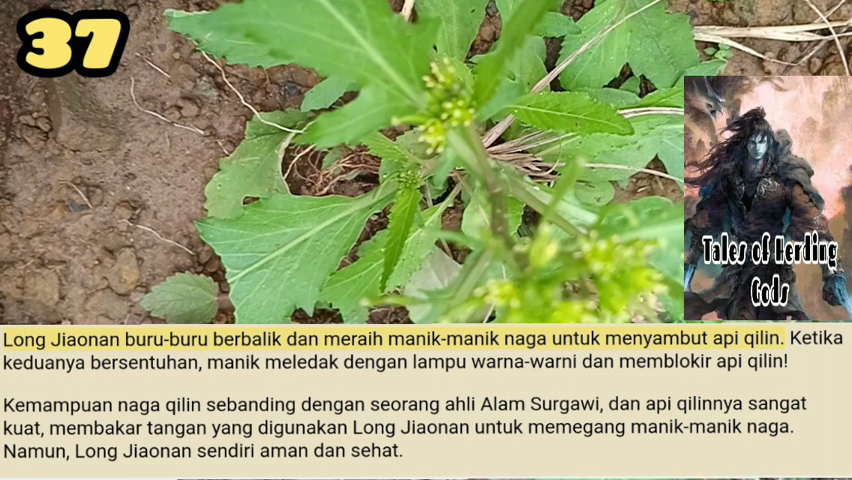 37
Tales of Herding
Gods
Long Jiaonan buru-buru berbalik dan meraih manik-manik naga untuk menyambut api qilin. Ketika
keduanya bersentuhan, manik meledak dengan lampu warna-warni dan memblokir api qilin!
Kemampuan naga qilin sebanding dengan seorang ahli Alam Surgawi, dan api qilinnya sangat
kuat, membakar tangan yang digunakan Long Jiaonan untuk memegang manik-manik naga.
Namun, Long Jiaonan sendiri aman dan sehat.